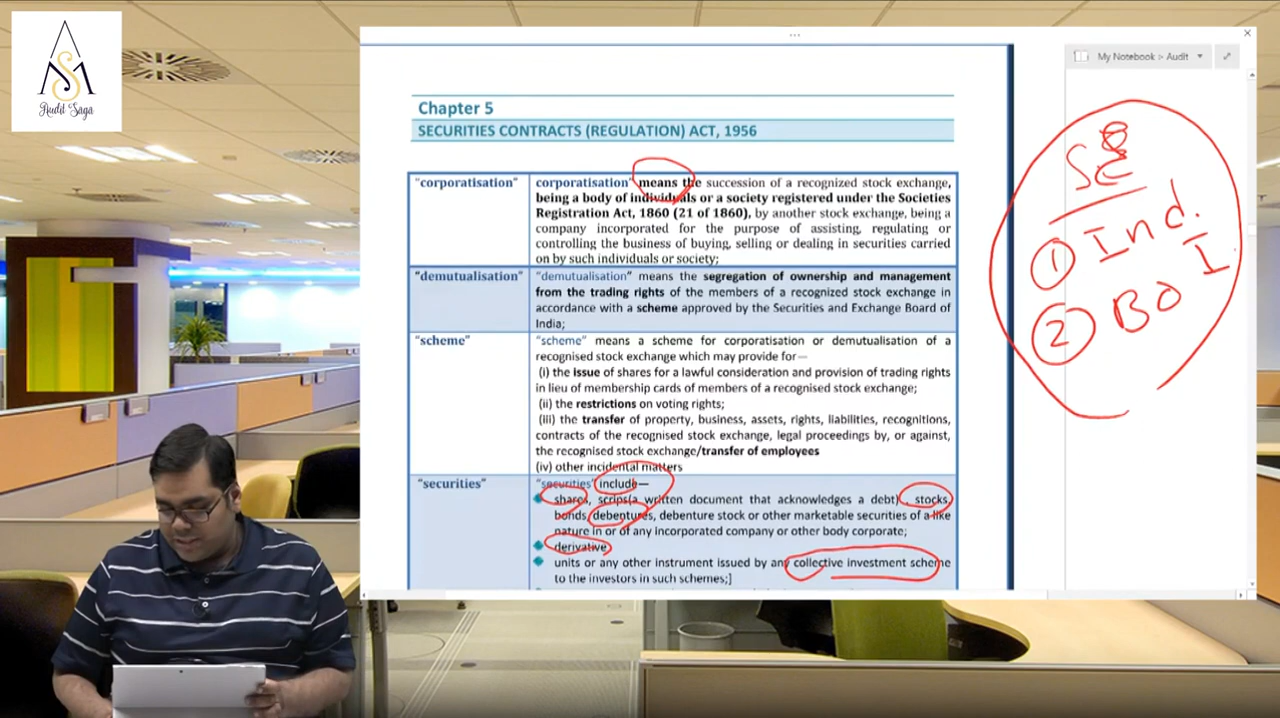 Audit Saga
My Notebook > Audit
Chapter 5
SECURITIES CONTRACTS (REGULATION) ACT, 1956
"corporatisation"
corporatisation" means the succession of a recognized stock exchange,
being a body of individuals or a society registered under the Societies
Registration Act, 1860 (21 of 1860), by another stock exchange, being a
company incorporated for the purpose of assisting, regulating or
controlling the business of buying, selling or dealing in securities carried
on by such individuals or society;
"demutualisation"
"demutualisation" means the segregation of ownership and management
from the trading rights of the members of a recognized stock exchange in
accordance with a scheme approved by the Securities and Exchange Board of
India;
"scheme"
"scheme" means a scheme for corporatisation or demutualisation of a
recognised stock exchange which may provide for—
(i) the issue of shares for a lawful consideration and provision of trading rights
in lieu of membership cards of members of a recognised stock exchange;
(ii) the restrictions on voting rights;
(iii) the transfer of property, business, assets, rights, liabilities, recognitions,
contracts of the recognised stock exchange, legal proceedings by, or against,
the recognised stock exchange/transfer of employees
(iv) other incidental matters
"securities"
"securities" include—
shares, scrips(a written document that acknowledges a debt) , stocks,
bonds, debentures, debenture stock or other marketable securities of a like
nature in or of any incorporated company or other body corporate;
derivative
units or any other instrument issued by any collective investment scheme
to the investors in such schemes;]
① Ind.
② BO I